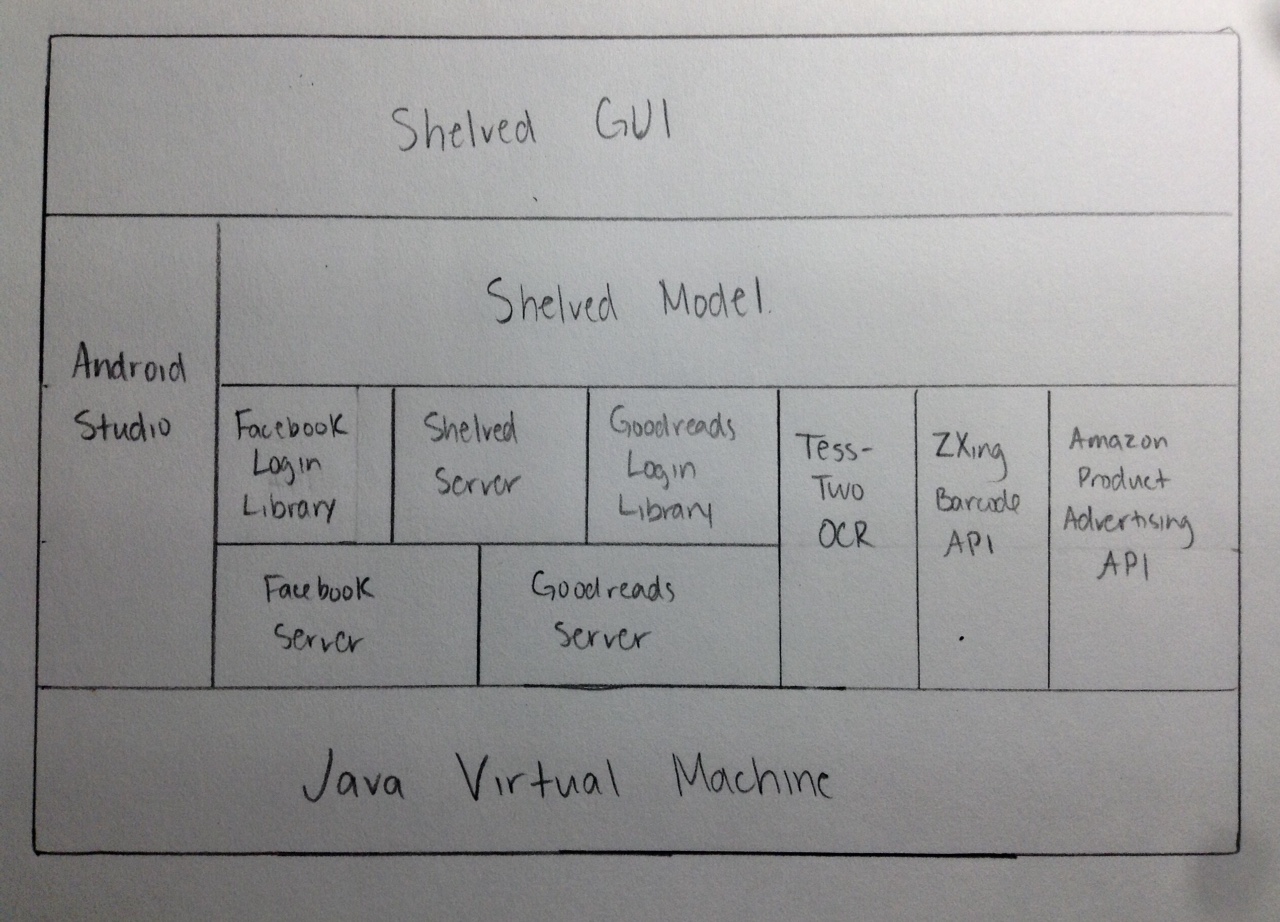 Shelved GUI
Shelved Model.
Android
Studio
Facebook
Login
Library
Shelved
Server
Goodreads
Login
Library
Tess-
Two
OCR
ZXing
Barcode
API
Amazon
Product
Advertising
API
Facebook
Server
Goodreads
Server
Java Virtual Machine